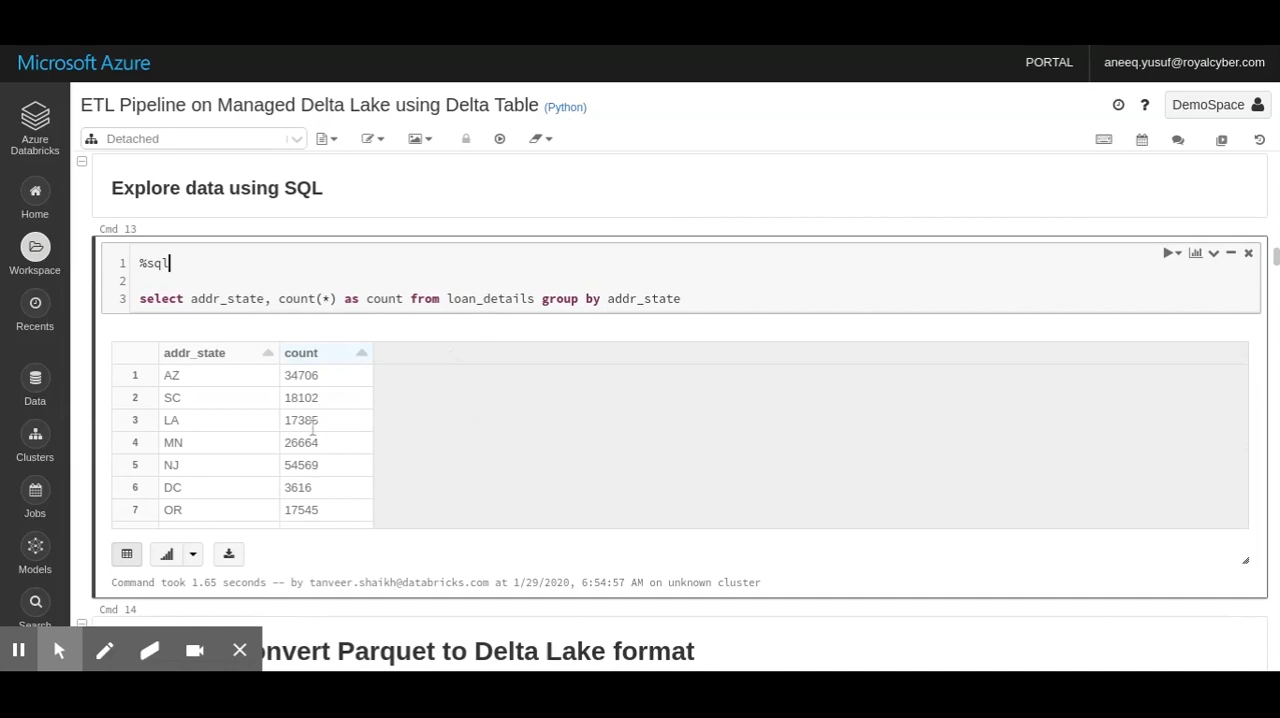 Microsoft Azure
PORTAL
aneeq.yusuf@royalcyber.com
Azure
Databricks
ETL Pipeline on Managed Delta Lake using Delta Table (Python)
DemoSpace
Detached
Home
Workspace
Recents
Data
Clusters
Jobs
Models
Search
Explore data using SQL
Cmd 13
1 %sql
2
3 select addr_state, count(*) as count from loan_details group by addr_state
addr_state count
1 AZ 34706
2 SC 18102
3 LA 17385
4 MN 26664
5 NJ 54569
6 DC 3616
7 OR 17545
Command took 1.65 seconds -- by tanveer.shaikh@databricks.com at 1/29/2020, 6:54:57 AM on unknown cluster
Cmd 14
onvert Parquet to Delta Lake format